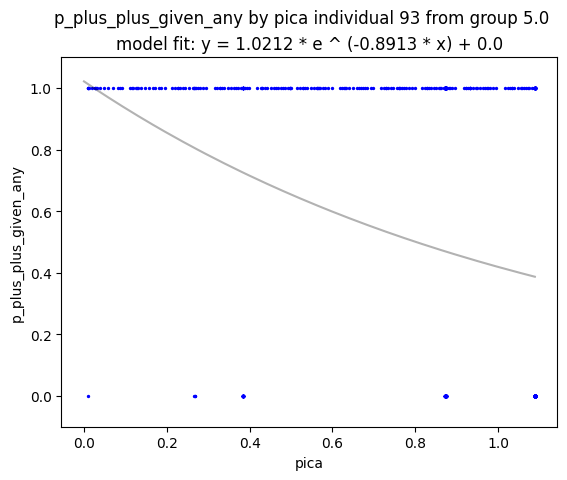 p_plus_plus_given_any by pica individual 93 from group 5.0
model fit: y = 1.0212 * e ^ (-0.8913 * x) + 0.0
p_plus_plus_given_any
1.0
0.8
0.6
0.4
0.2
0.0
0.0 0.2 0.4 0.6 0.8 1.0
pica